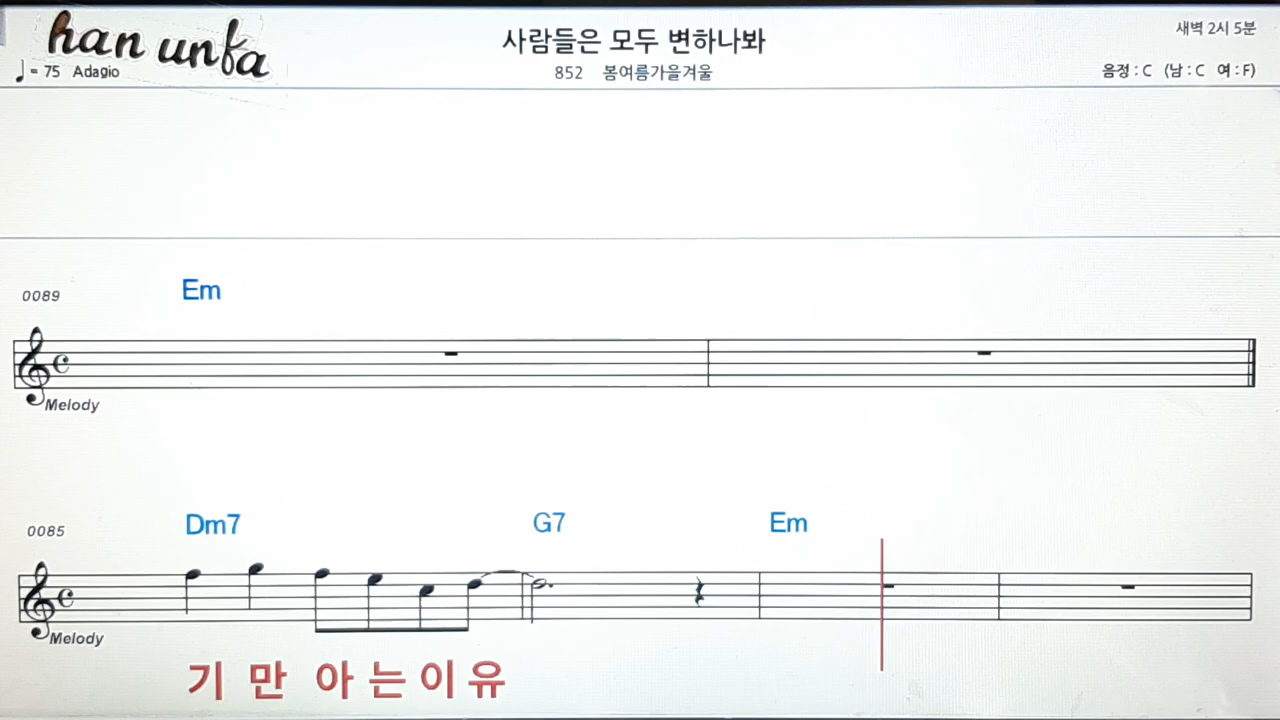 han unfa
사람들은 모두 변하나봐
새벽 2시 5분
♩= 75 Adagio
852 봄여름가을겨울
음정 : C (남 : C 여 : F)
0089
Em
Melody
0085
Dm7 G7 Em
Melody
기 만 아 는 이 유